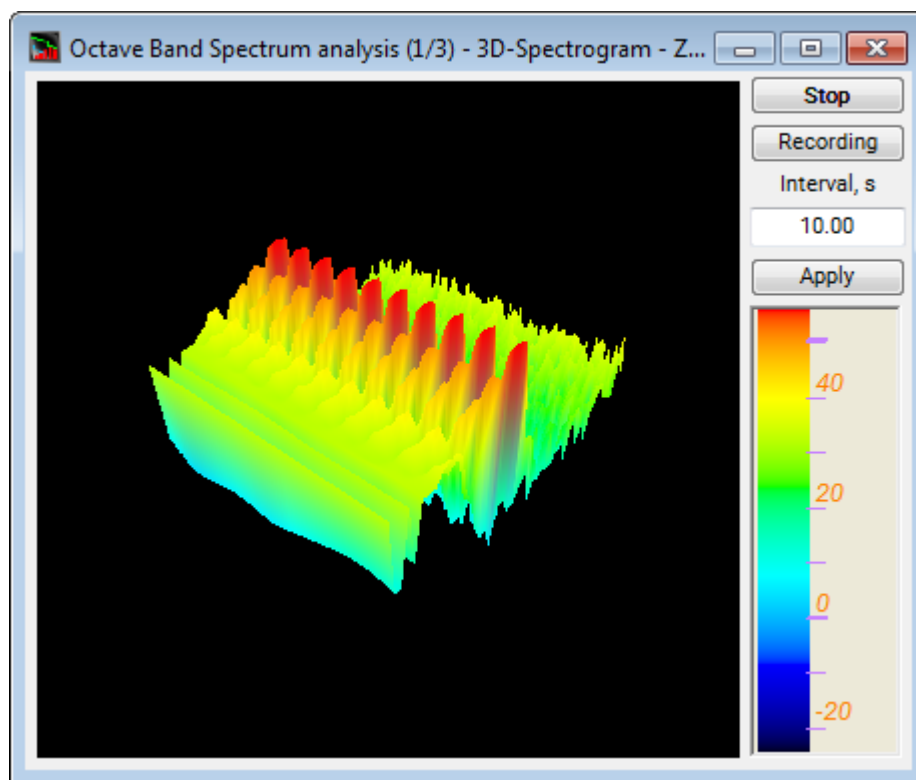 Octave Band Spectrum analysis (1/3) - 3D-Spectrogram - Z...
Stop
Recording
Interval, s
10.00
Apply
40
20
0
-20